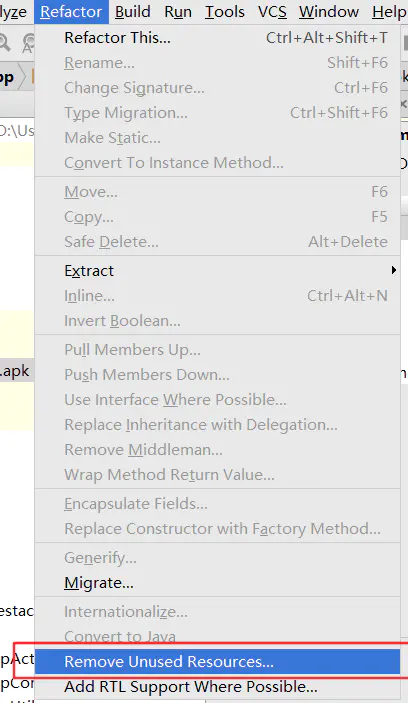 lyze Refactor Build Run Tools VCS Window Help
Refactor This... Ctrl+Alt+Shift+T
Rename... Shift+F6
Change Signature... Ctrl+F6
Type Migration... Ctrl+Shift+F6
Make Static...
Convert To Instance Method...
Move... F6
Copy... F5
Safe Delete... Alt+Delete
Extract
Inline... Ctrl+Alt+N
Invert Boolean...
Pull Members Up...
Push Members Down...
Use Interface Where Possible...
Replace Inheritance with Delegation...
Remove Middleman...
Wrap Method Return Value...
Encapsulate Fields...
Replace Constructor with Factory Method...
Generify...
Migrate...
Internationalize...
Convert to Java
Remove Unused Resources...
Add RTL Support Where Possible...
op
D:\Us
.apk
estac
pAct
pCor